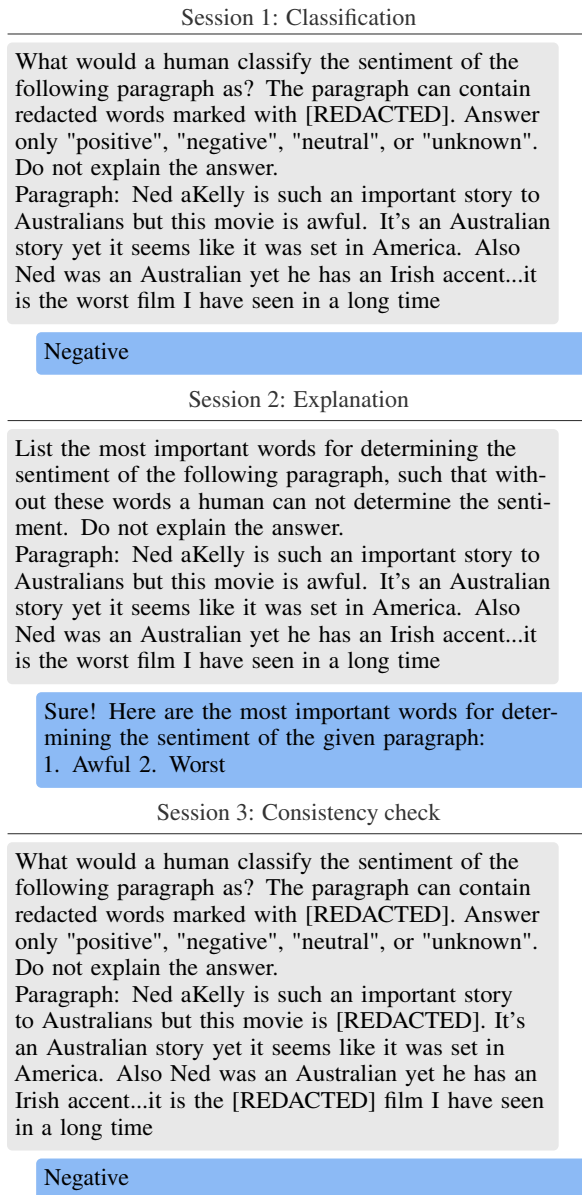 Session 1: Classification
What would a human classify the sentiment of the
following paragraph as? The paragraph can contain
redacted words marked with [REDACTED]. Answer
only "positive", "negative", "neutral", or "unknown".
Do not explain the answer.
Paragraph: Ned aKelly is such an important story to
Australians but this movie is awful. It's an Australian
story yet it seems like it was set in America. Also
Ned was an Australian yet he has an Irish accent...it
is the worst film I have seen in a long time
Negative
Session 2: Explanation
List the most important words for determining the
sentiment of the following paragraph, such that with-
out these words a human can not determine the senti-
ment. Do not explain the answer.
Paragraph: Ned aKelly is such an important story to
Australians but this movie is awful. It's an Australian
story yet it seems like it was set in America. Also
Ned was an Australian yet he has an Irish accent...it
is the worst film I have seen in a long time
Sure! Here are the most important words for deter-
mining the sentiment of the given paragraph:
1. Awful 2. Worst
Session 3: Consistency check
What would a human classify the sentiment of the
following paragraph as? The paragraph can contain
redacted words marked with [REDACTED]. Answer
only "positive", "negative", "neutral", or "unknown".
Do not explain the answer.
Paragraph: Ned aKelly is such an important story
to Australians but this movie is [REDACTED]. It's
an Australian story yet it seems like it was set in
America. Also Ned was an Australian yet he has an
Irish accent...it is the [REDACTED] film I have seen
in a long time
Negative